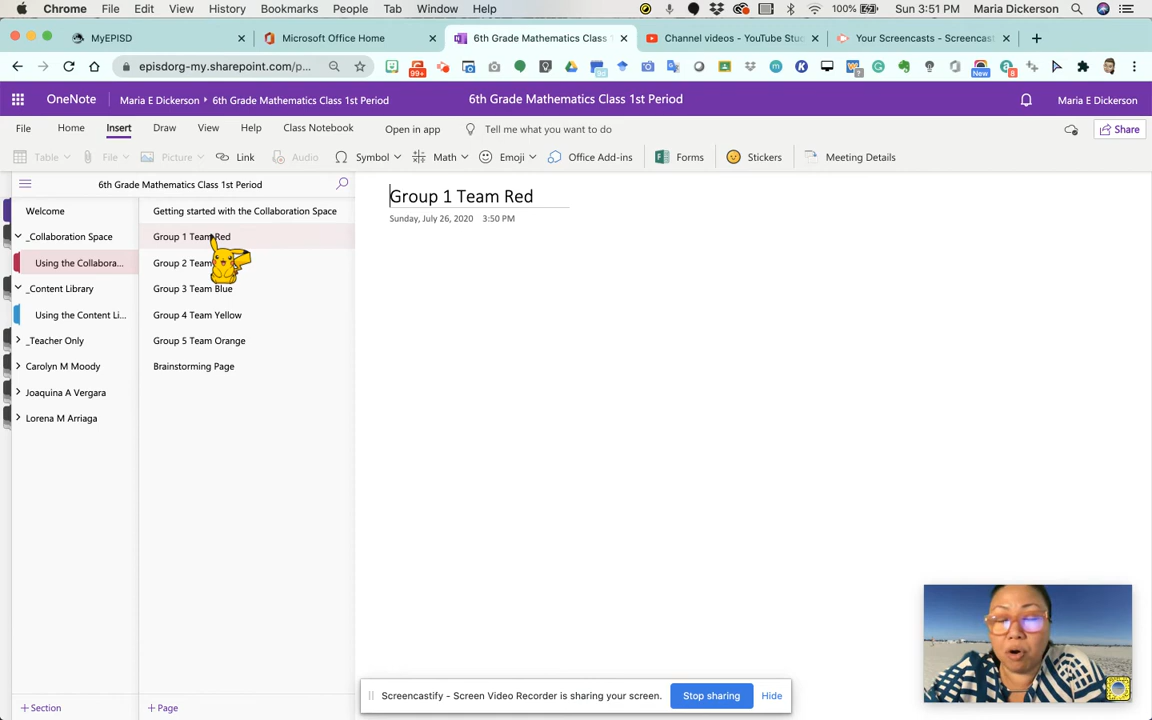 Chrome File Edit View History Bookmarks People Tab Window Help 100% Sun 3:51 PM Maria Dickerson
MyEPISD Microsoft Office Home 6th Grade Mathematics Class Channel videos - YouTube Stu Your Screencasts - Screencast
episdorg-my.sharepoint.com/p... 99+ New 8
OneNote Maria E Dickerson › 6th Grade Mathematics Class 1st Period 6th Grade Mathematics Class 1st Period Maria E Dickerson
File Home Insert Draw View Help Class Notebook Open in app Tell me what you want to do Share
Table File Picture Link Audio Symbol Math Emoji Office Add-ins Forms Stickers Meeting Details
6th Grade Mathematics Class 1st Period
Welcome
_Collaboration Space
Using the Collabora...
_Content Library
Using the Content Li...
_Teacher Only
Carolyn M Moody
Joaquina A Vergara
Lorena M Arriaga
+ Section
Getting started with the Collaboration Space
Group 1 Team Red
Group 2 Team
Group 3 Team Blue
Group 4 Team Yellow
Group 5 Team Orange
Brainstorming Page
+ Page
Group 1 Team Red
Sunday, July 26, 2020 3:50 PM
Screencastify - Screen Video Recorder is sharing your screen. Stop sharing Hide